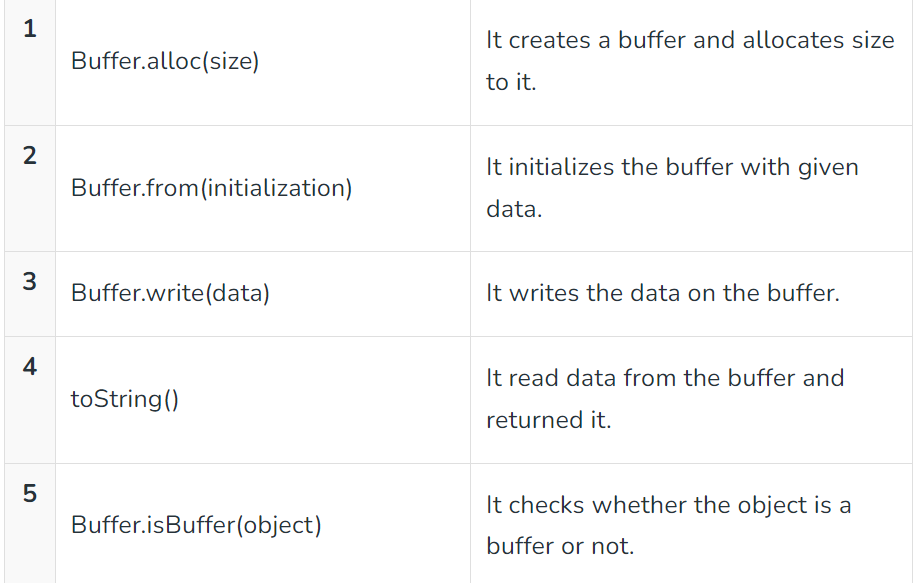 1
Buffer.alloc(size)
It creates a buffer and allocates size
to it.
2
Buffer.from(initialization)
It initializes the buffer with given
data.
3
Buffer.write(data)
It writes the data on the buffer.
4
toString()
It read data from the buffer and
returned it.
5
Buffer.isBuffer(object)
It checks whether the object is a
buffer or not.